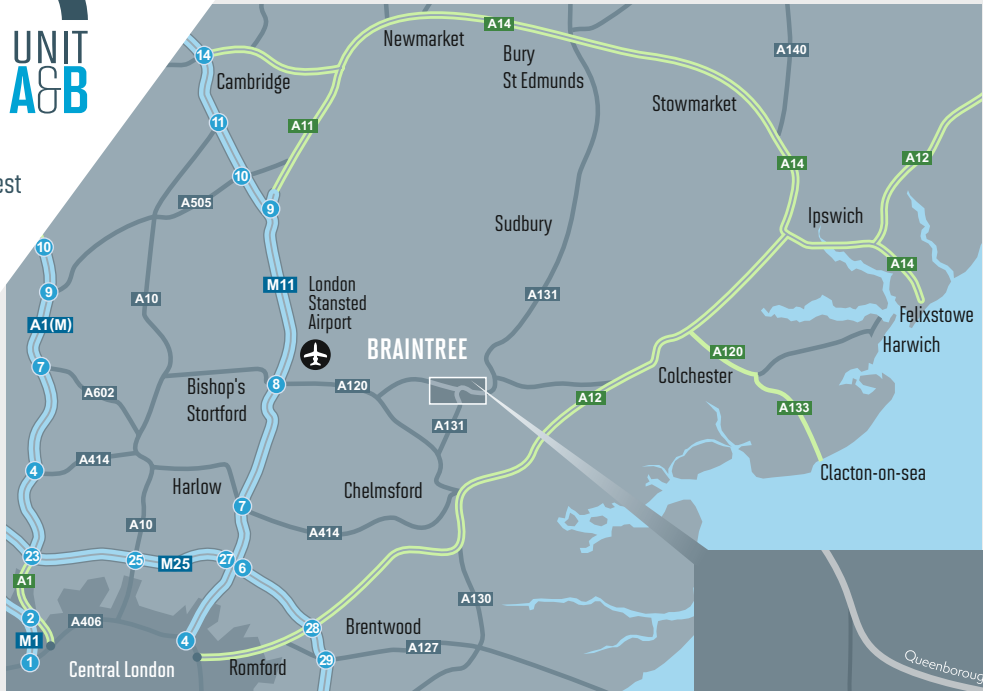 UNIT
A&B
est
14
Newmarket
A14
Bury
St Edmunds
A140
Cambridge
Stowmarket
11
A11
A14
A12
10
A505
9
Sudbury
Ipswich
10
A14
9
M11
London
Stansted
Airport
A131
A10
Felixstowe
A1(M)
Harwich
BRAINTREE
A120
7
Colchester
A602
Bishop's
Stortford
8
A120
A12
A133
A131
A414
4
Clacton-on-sea
Harlow
Chelmsford
7
A10
A414
23
25
M25
27
6
A1
A130
2
A406
28
Brentwood
M1
4
A127
1
Central London
Romford
29
Queenboroug